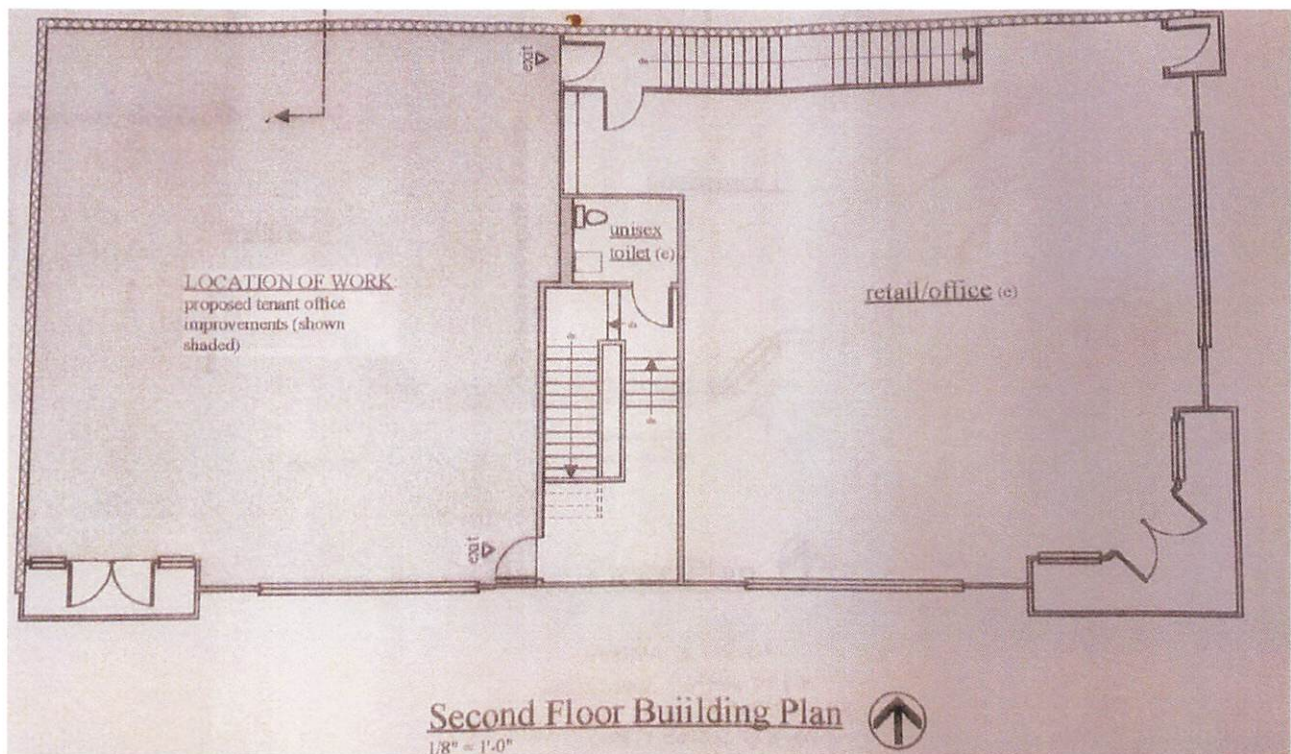 exit
unisex
toilet (e)
LOCATION OF WORK:
proposed tenant office
improvements (shown
shaded)
retail/office (e)
exit
Second Floor Buiilding Plan
1/8" = 1'-0"